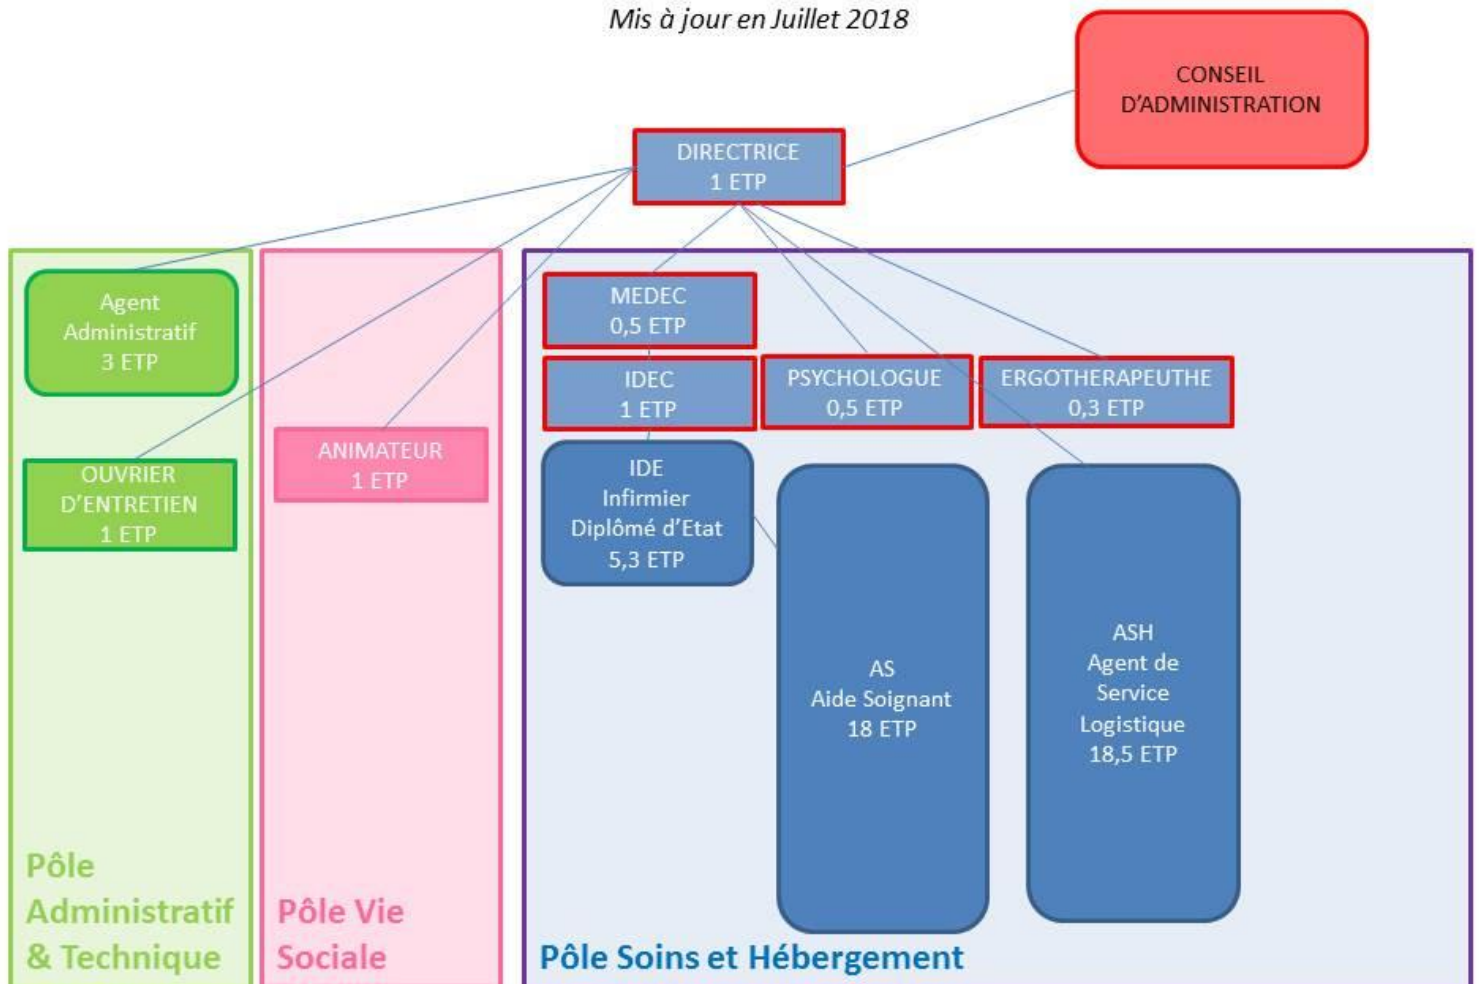 Mis à jour en Juillet 2018
CONSEIL
D'ADMINISTRATION
DIRECTRICE
1 ETP
Agent
Administratif
3 ETP
OUVRIER
D'ENTRETIEN
1 ETP
Pôle
Administratif
& Technique
ANIMATEUR
1 ETP
Pôle Vie
Sociale
MEDEC
0,5 ETP
IDEC
1 ETP
PSYCHOLOGUE
0,5 ETP
ERGOTHERAPEUTHE
0,3 ETP
IDE
Infirmier
Diplômé d'Etat
5,3 ETP
AS
Aide Soignant
18 ETP
ASH
Agent de
Service
Logistique
18,5 ETP
Pôle Soins et Hébergement